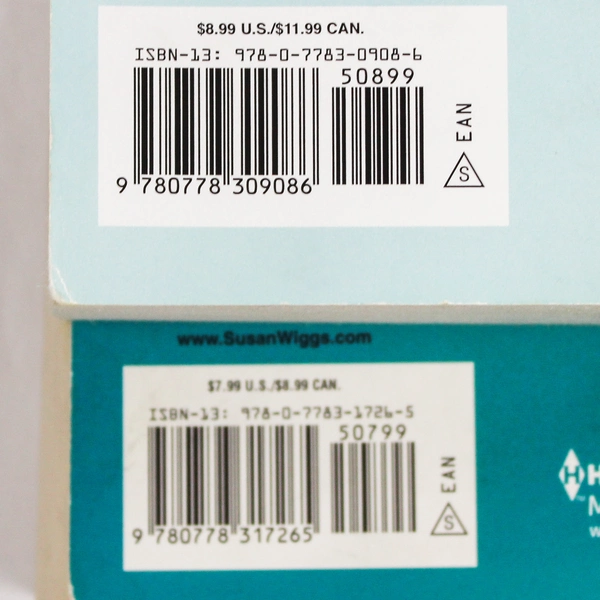 $8.99 U.S./$11.99 CAN.
ISBN-13: 978-0-7783-0908-6
50899
EAN
S
9 780778 309086
www.SusanWiggs.com
$7.99 U.S./$8.99 CAN.
ISBN-13: 978-0-7783-1726-5
50799
EAN
S
9 780778 317265
H